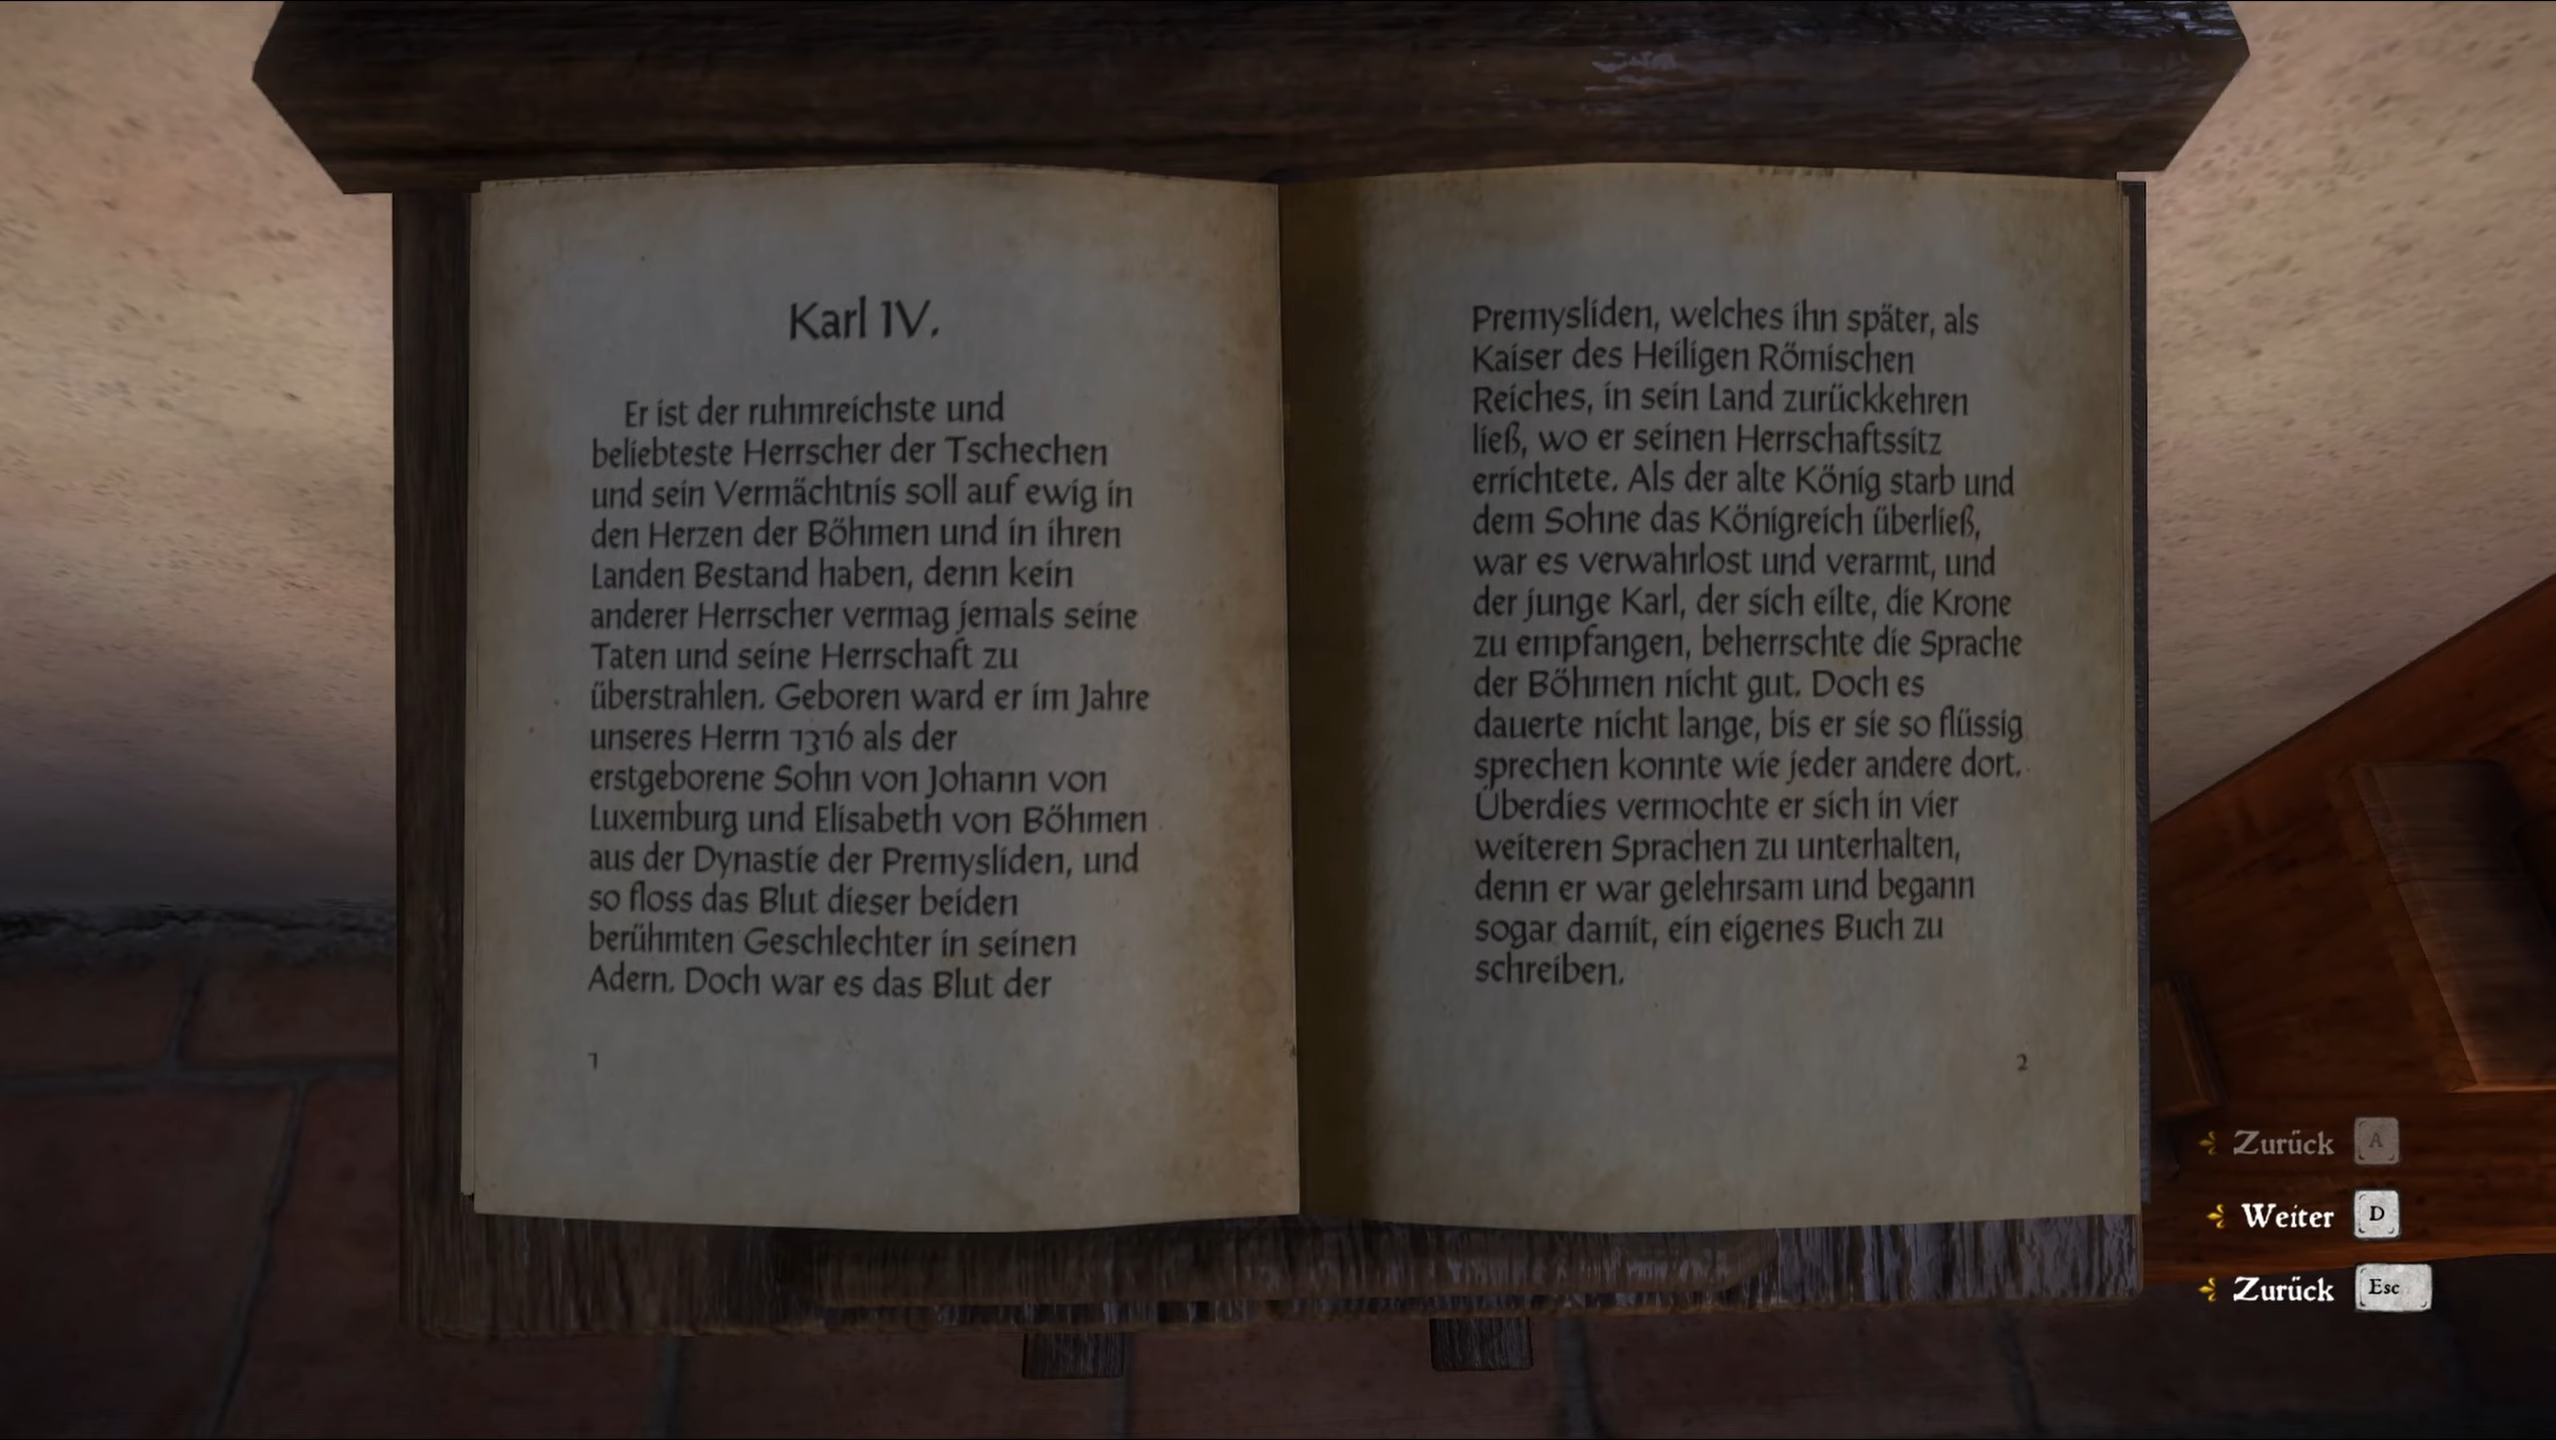 Karl IV.
Er ist der ruhmreichste und
beliebteste Herrscher der Tschechen
und sein Vermächtnis soll auf ewig in
den Herzen der Böhmen und in ihren
Landen Bestand haben, denn kein
anderer Herrscher vermag jemals seine
Taten und seine Herrschaft zu
überstrahlen. Geboren ward er im Jahre
unseres Herrn 1316 als der
erstgeborene Sohn von Johann von
Luxemburg und Elisabeth von Böhmen
aus der Dynastie der Premysliden, und
so floss das Blut dieser beiden
berühmten Geschlechter in seinen
Adern. Doch war es das Blut der
1
Premysliden, welches ihn später, als
Kaiser des Heiligen Römischen
Reiches, in sein Land zurückkehren
ließ, wo er seinen Herrschaftssitz
errichtete. Als der alte König starb und
dem Sohne das Königreich überließ,
war es verwahrlost und verarmt, und
der junge Karl, der sich eilte, die Krone
zu empfangen, beherrschte die Sprache
der Böhmen nicht gut. Doch es
dauerte nicht lange, bis er sie so flüssig
sprechen konnte wie jeder andere dort.
Überdies vermochte er sich in vier
weiteren Sprachen zu unterhalten,
denn er war gelehrsam und begann
sogar damit, ein eigenes Buch zu
schreiben.
2
Zurück A
Weiter D
Zurück Esc